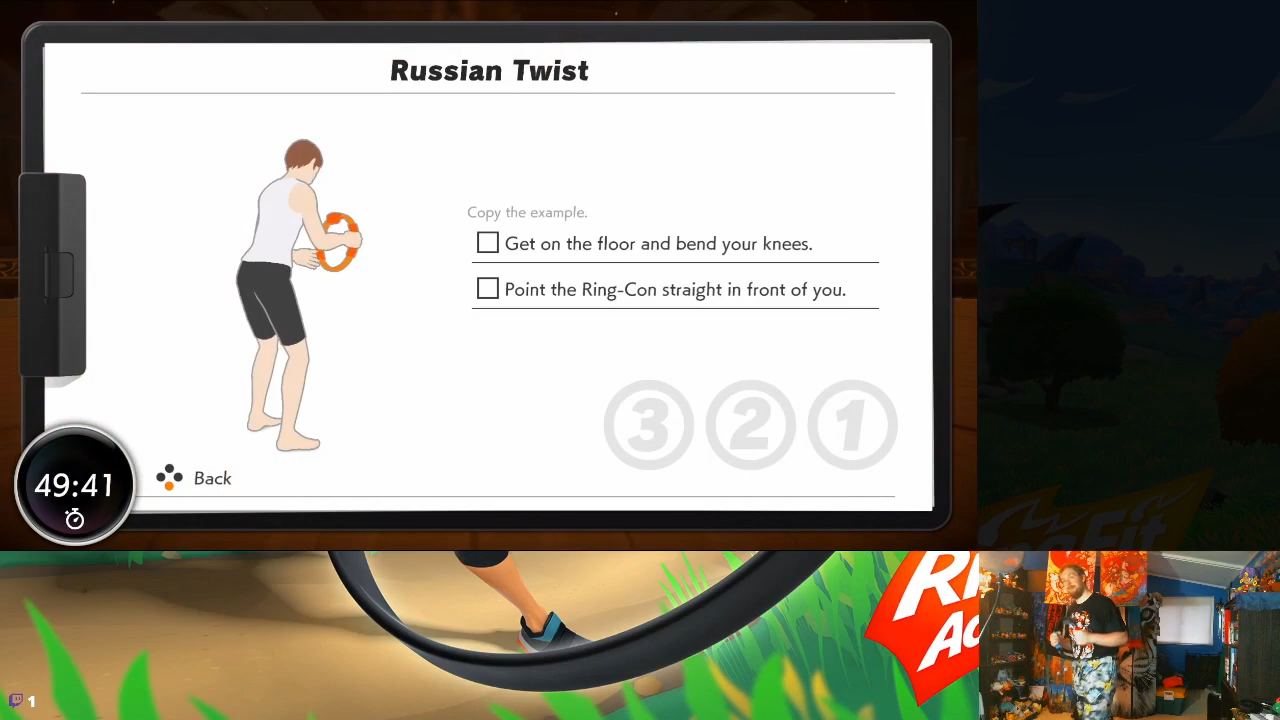 Russian Twist
Copy the example.
Get on the floor and bend your knees.
Point the Ring-Con straight in front of you.
3 2 1
49:41
Back
1